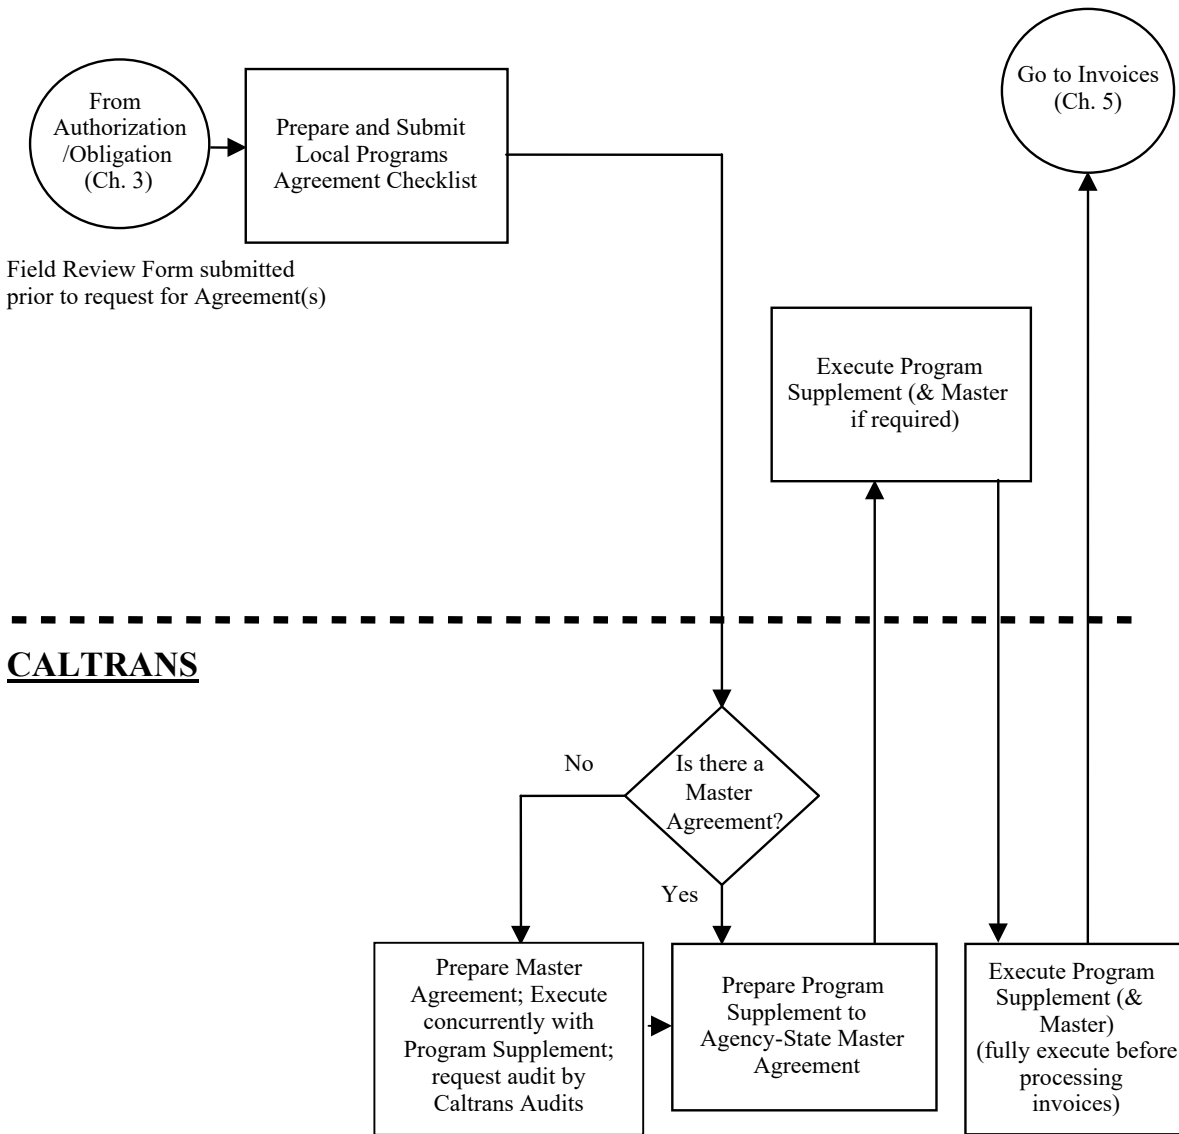 From
Authorization
/Obligation
(Ch. 3)
Prepare and Submit
Local Programs
Agreement Checklist
Go to Invoices
(Ch. 5)
Field Review Form submitted
prior to request for Agreement(s)
Execute Program
Supplement (& Master
if required)
CALTRANS
Is there a
Master
Agreement?
No
Yes
Prepare Master
Agreement; Execute
concurrently with
Program Supplement;
request audit by
Caltrans Audits
Prepare Program
Supplement to
Agency-State Master
Agreement
Execute Program
Supplement (&
Master)
(fully execute before
processing
invoices)